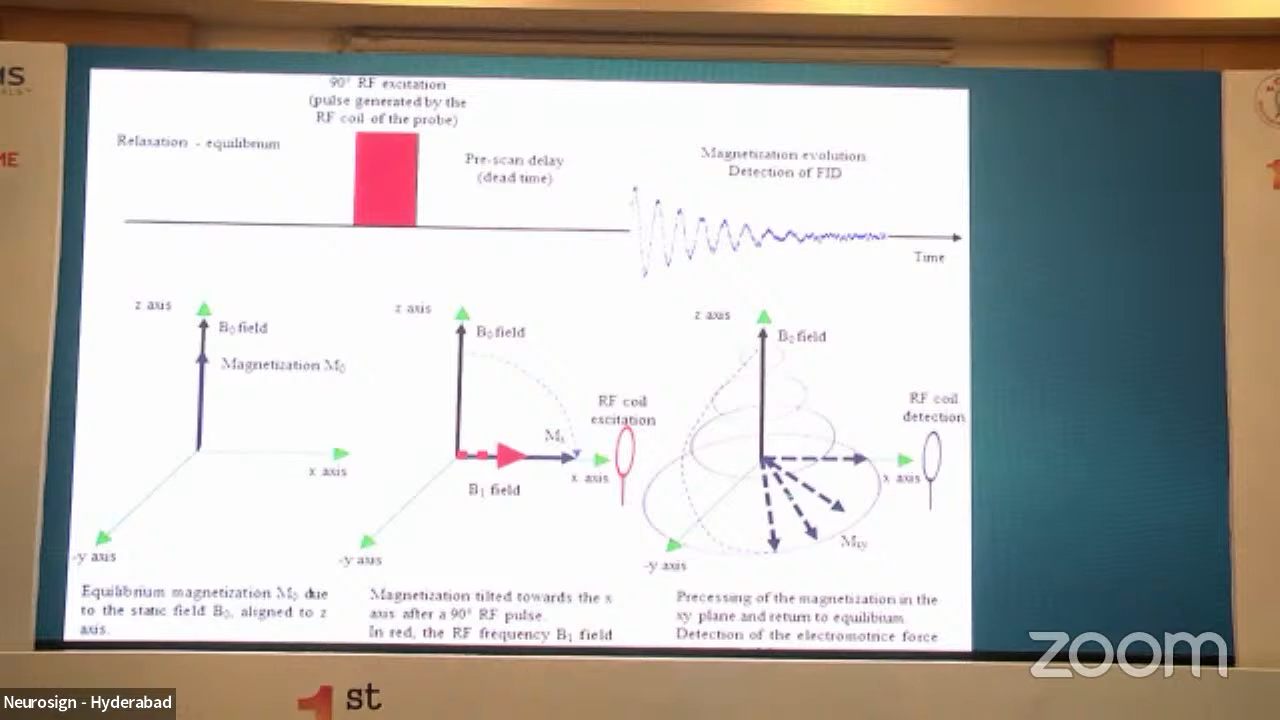 MS
ME
90° RF excitation
(pulse generated by the
RF coil of the probe)
Relaxation - equilibrium
Pre-scan delay
(dead time)
Magnetization evolution
Detection of FID
Time
z axis
B₀ field
Magnetization M₀
x axis
-y axis
z axis
B₀ field
RF coil
excitation
Mₓ
x axis
B₁ field
-y axis
z axis
B₀ field
RF coil
detection
x axis
Mxy
-y axis
Equilibrium magnetization M₀ due
to the static field B₀, aligned to z
axis.
Magnetization tilted towards the x
axis after a 90° RF pulse.
In red, the RF frequency B₁ field
Precessing of the magnetization in the
xy plane and return to equilibrium
Detection of the electromotrice force
zoom
Neurosign - Hyderabad
1st